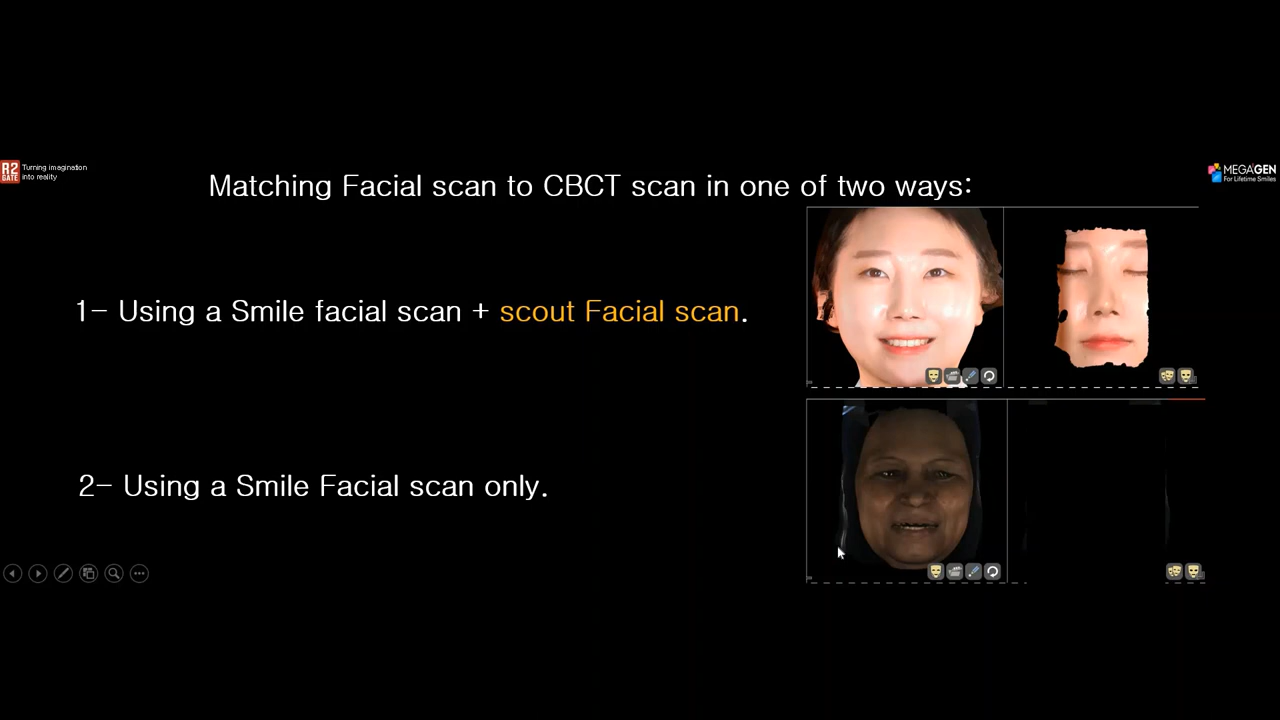 R2
GATE
Turning imagination
into reality
MEGAGEN
For Lifetime Smiles
Matching Facial scan to CBCT scan in one of two ways:
1- Using a Smile facial scan + scout Facial scan.
2- Using a Smile Facial scan only.